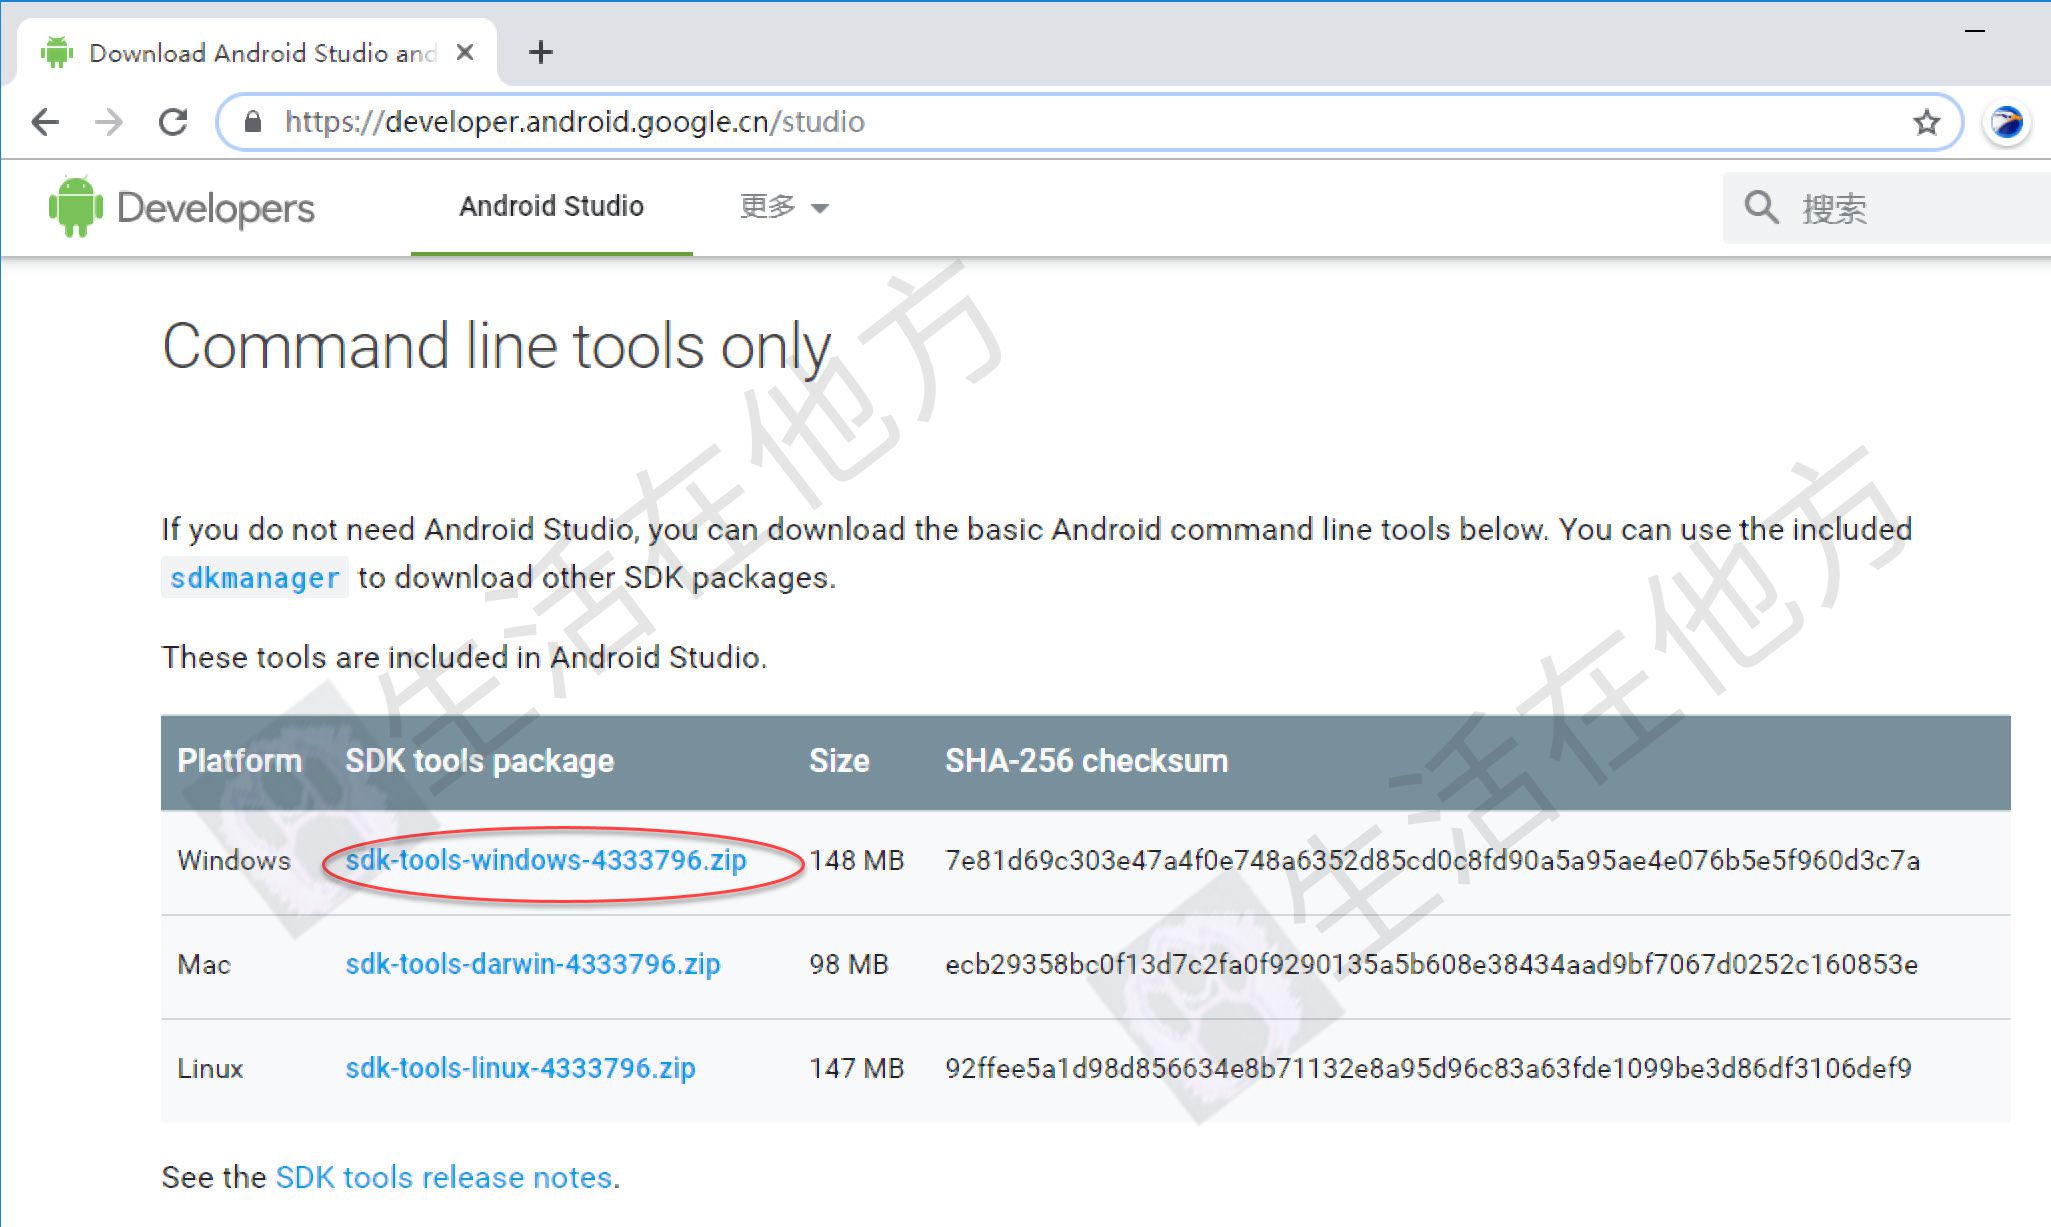 Download Android Studio and
https://developer.android.google.cn/studio
Developers Android Studio 更多 搜索
Command line tools only
If you do not need Android Studio, you can download the basic Android command line tools below. You can use the included
sdkmanager to download other SDK packages.
These tools are included in Android Studio.
Platform SDK tools package Size SHA-256 checksum
Windows sdk-tools-windows-4333796.zip 148 MB 7e81d69c303e47a4f0e748a6352d85cd0c8fd90a5a95ae4e076b5e5f960d3c7a
Mac sdk-tools-darwin-4333796.zip 98 MB ecb29358bc0f13d7c2fa0f9290135a5b608e38434aad9bf7067d0252c160853e
Linux sdk-tools-linux-4333796.zip 147 MB 92ffee5a1d98d856634e8b71132e8a95d96c83a63fde1099be3d86df3106def9
See the SDK tools release notes.
生活在他方
生活在他方